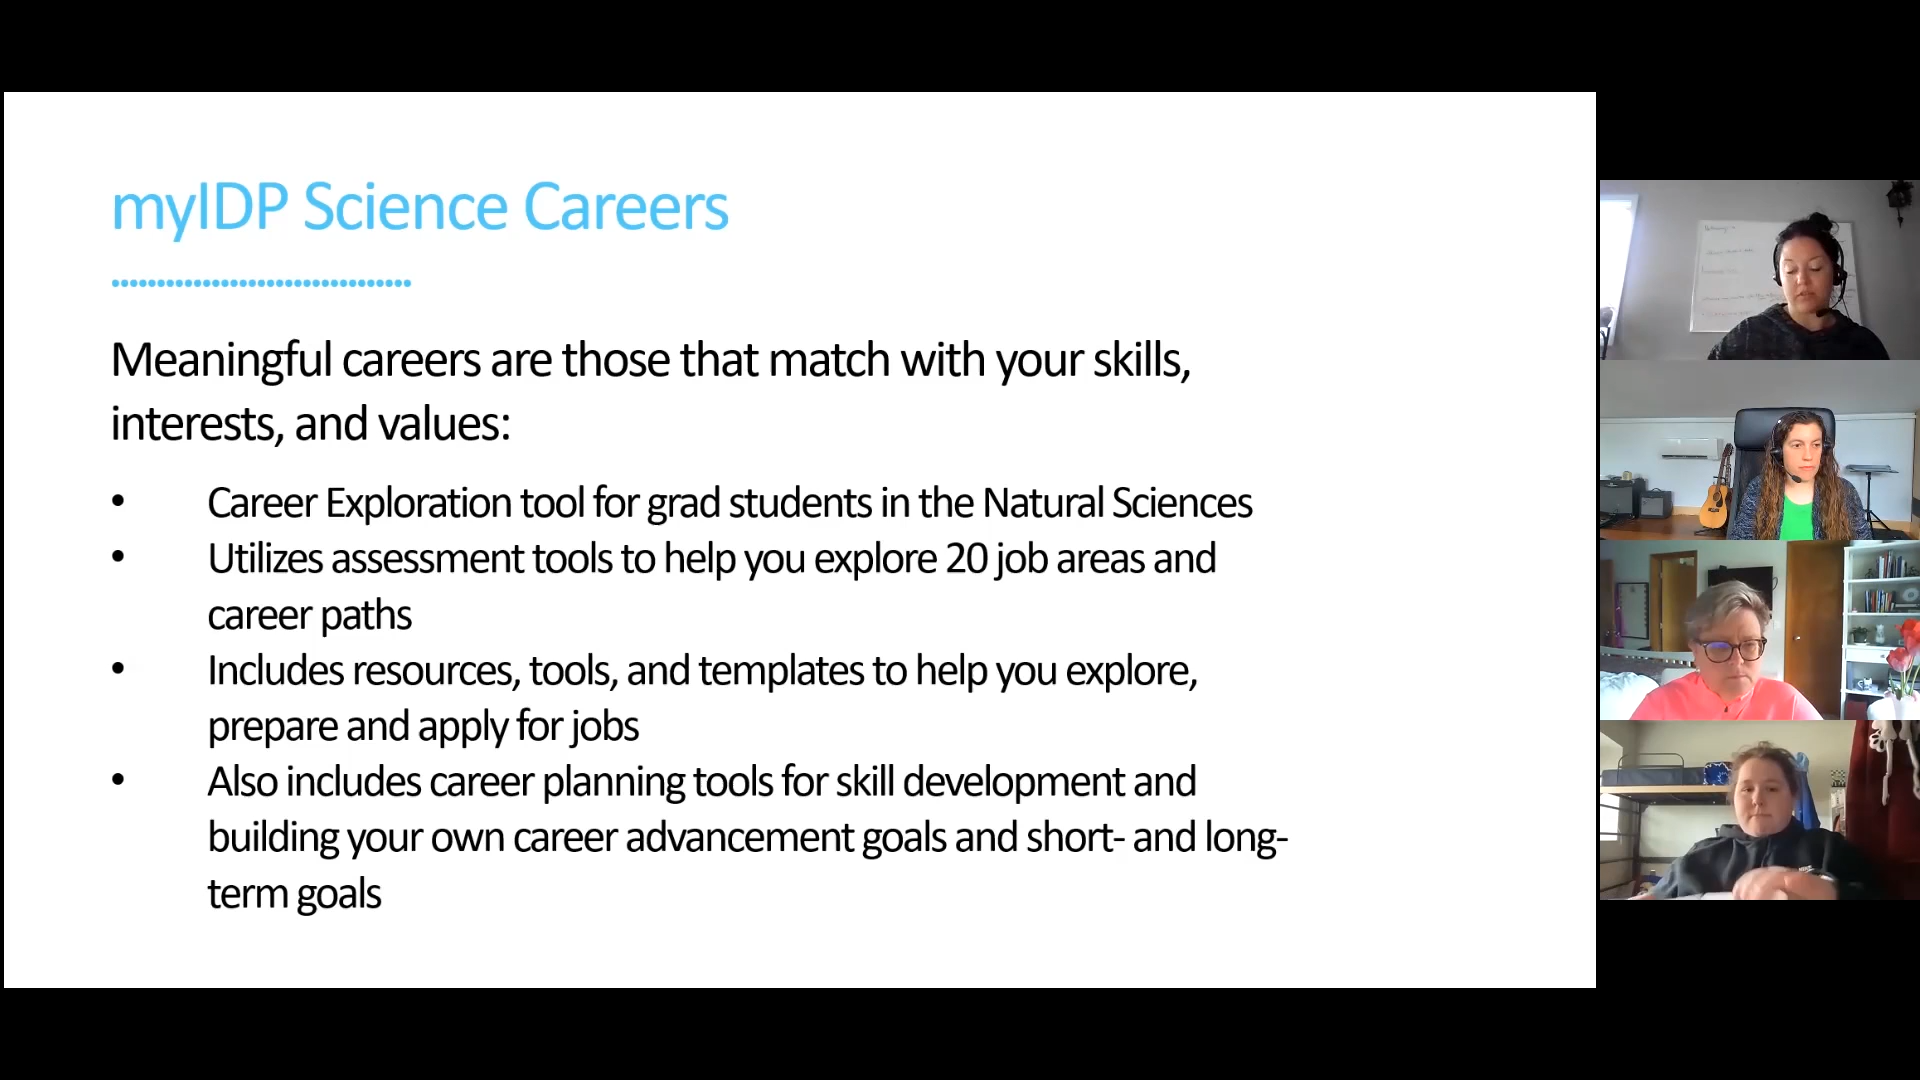 myIDP Science Careers
Meaningful careers are those that match with your skills,
interests, and values:
• Career Exploration tool for grad students in the Natural Sciences
• Utilizes assessment tools to help you explore 20 job areas and
career paths
• Includes resources, tools, and templates to help you explore,
prepare and apply for jobs
• Also includes career planning tools for skill development and
building your own career advancement goals and short- and long-
term goals